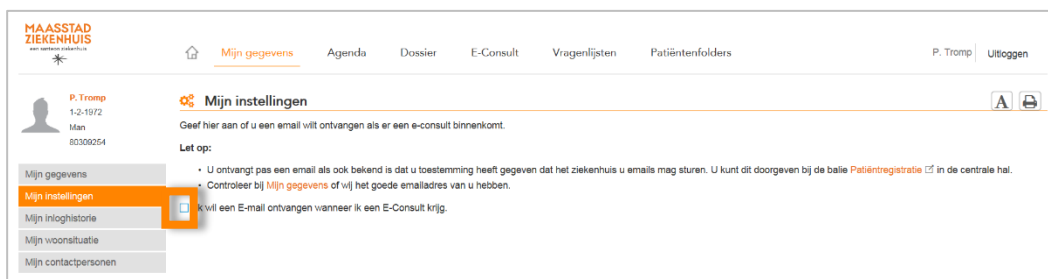 MAASSTAD
ZIEKENHUIS
een santeon ziekenhuis
Mijn gegevens Agenda Dossier E-Consult Vragenlijsten Patiëntenfolders P. Tromp Uitloggen
P. Tromp
1-2-1972
Man
80309254
Mijn instellingen A
Geef hier aan of u een email wilt ontvangen als er een e-consult binnenkomt.
Let op:
• U ontvangt pas een email als ook bekend is dat u toestemming heeft gegeven dat het ziekenhuis u emails mag sturen. U kunt dit doorgeven bij de balie Patiëntregistratie in de centrale hal.
• Controleer bij Mijn gegevens of wij het goede emailadres van u hebben.
k wil een E-mail ontvangen wanneer ik een E-Consult krijg.
Mijn gegevens
Mijn instellingen
Mijn inloghistorie
Mijn woonsituatie
Mijn contactpersonen